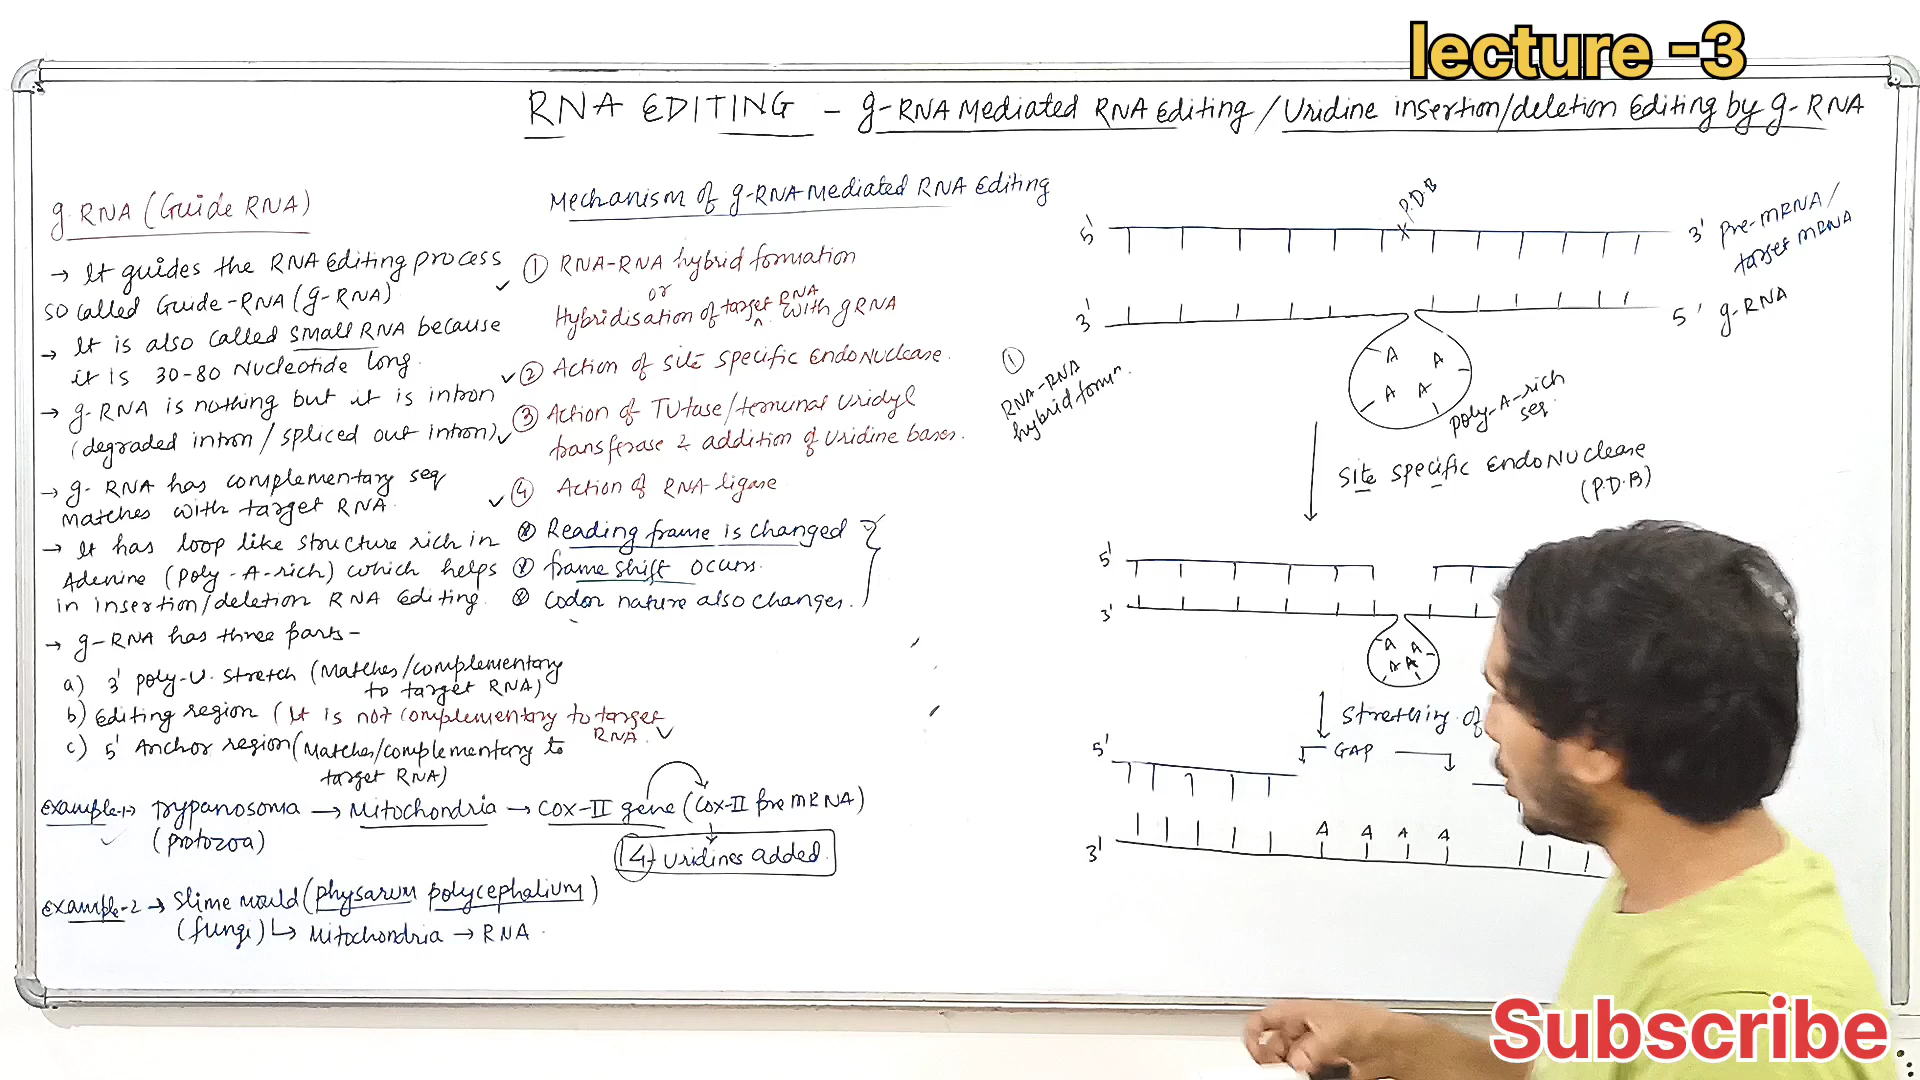 lecture -3
RNA EDITING - g-RNA Mediated RNA Editing / Uridine insertion/deletion Editing by g-RNA
g. RNA (Guide RNA)
→ It guides the RNA Editing process
so called Guide-RNA (g-RNA)
→ It is also called small RNA because
it is 30-80 Nucleotide long.
→ g-RNA is nothing but it is intron
(degraded intron / spliced out intron)
→ g-RNA has complementary seq
matches with target RNA.
→ It has loop like structure rich in
Adenine (poly-A-rich) which helps
in insertion/deletion RNA Editing.
→ g-RNA has three parts-
a) 3' poly-U. stretch (Matches/complementary
to target RNA)
b) Editing region (It is not complementary to target
RNA.
c) 5' Anchor region (Matches/complementary to
target RNA)
Example-1→ Trypanosoma → Mitochondria → COX-II gene (Cox-II pre mRNA)
(protozoa)
(4) uridines added.
Example-2 → Slime mould (physarum polycephalium)
(fungi) ↳ Mitochondria → RNA
Mechanism of g-RNA Mediated RNA Editing
① RNA-RNA hybrid formation
or
Hybridisation of target RNA with gRNA
② Action of site specific EndoNuclease.
③ Action of TUtase/terminal uridyl
transferase & addition of uridine bases.
④ Action of RNA ligase
Reading frame is changed
frame shift occurs.
Codon nature also changes.
P.D.B
5' X 3' Pre-mRNA/
target mRNA
3' 5' g-RNA
A A
A A
poly-A-rich
seq.
①
RNA-RNA
hybrid formn.
Site specific EndoNuclease
(P.D.B)
5'
3'
A A
A A
Stretching of
GAP
5'
A A A A
3'
Subscribe